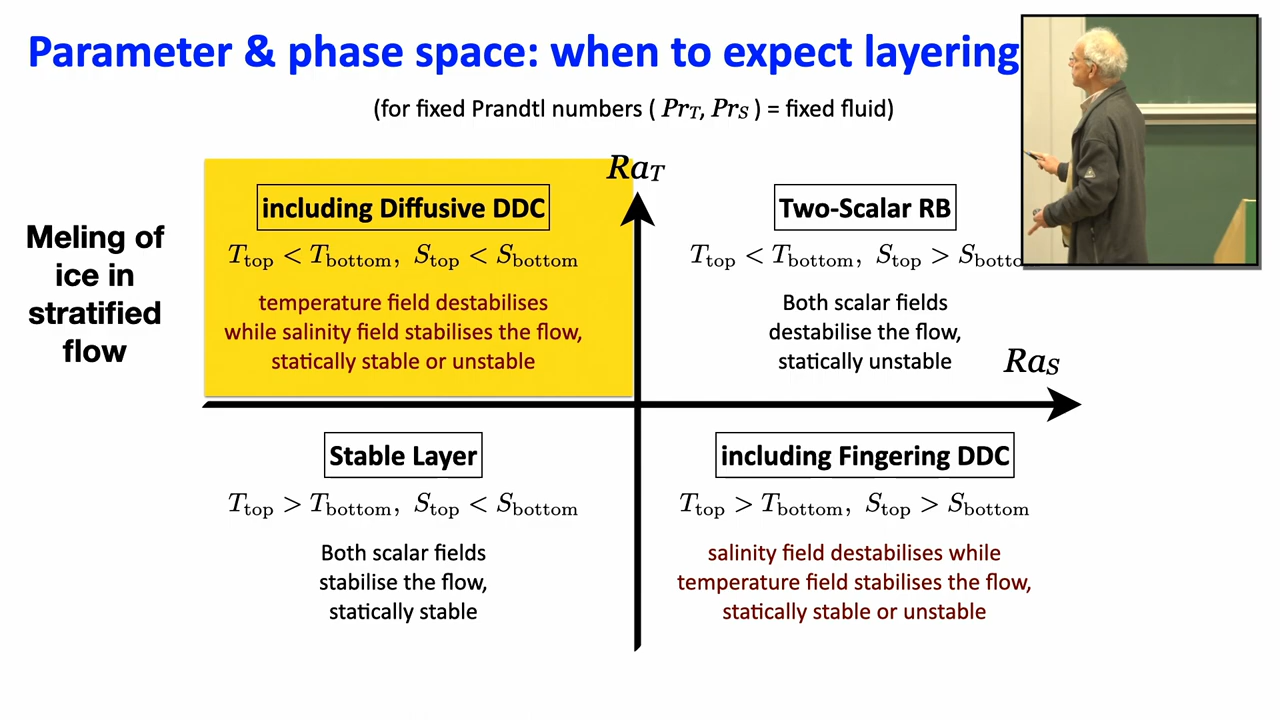 Parameter & phase space: when to expect layering
(for fixed Prandtl numbers ( Pr_T, Pr_S ) = fixed fluid)
Ra_T
including Diffusive DDC
T_top < T_bottom, S_top < S_bottom
temperature field destabilises
while salinity field stabilises the flow,
statically stable or unstable
Two-Scalar RB
T_top < T_bottom, S_top > S_botto
Both scalar fields
destabilise the flow,
statically unstable
Meling of
ice in
stratified
flow
Ra_S
Stable Layer
T_top > T_bottom, S_top < S_bottom
Both scalar fields
stabilise the flow,
statically stable
including Fingering DDC
T_top > T_bottom, S_top > S_bottom
salinity field destabilises while
temperature field stabilises the flow,
statically stable or unstable